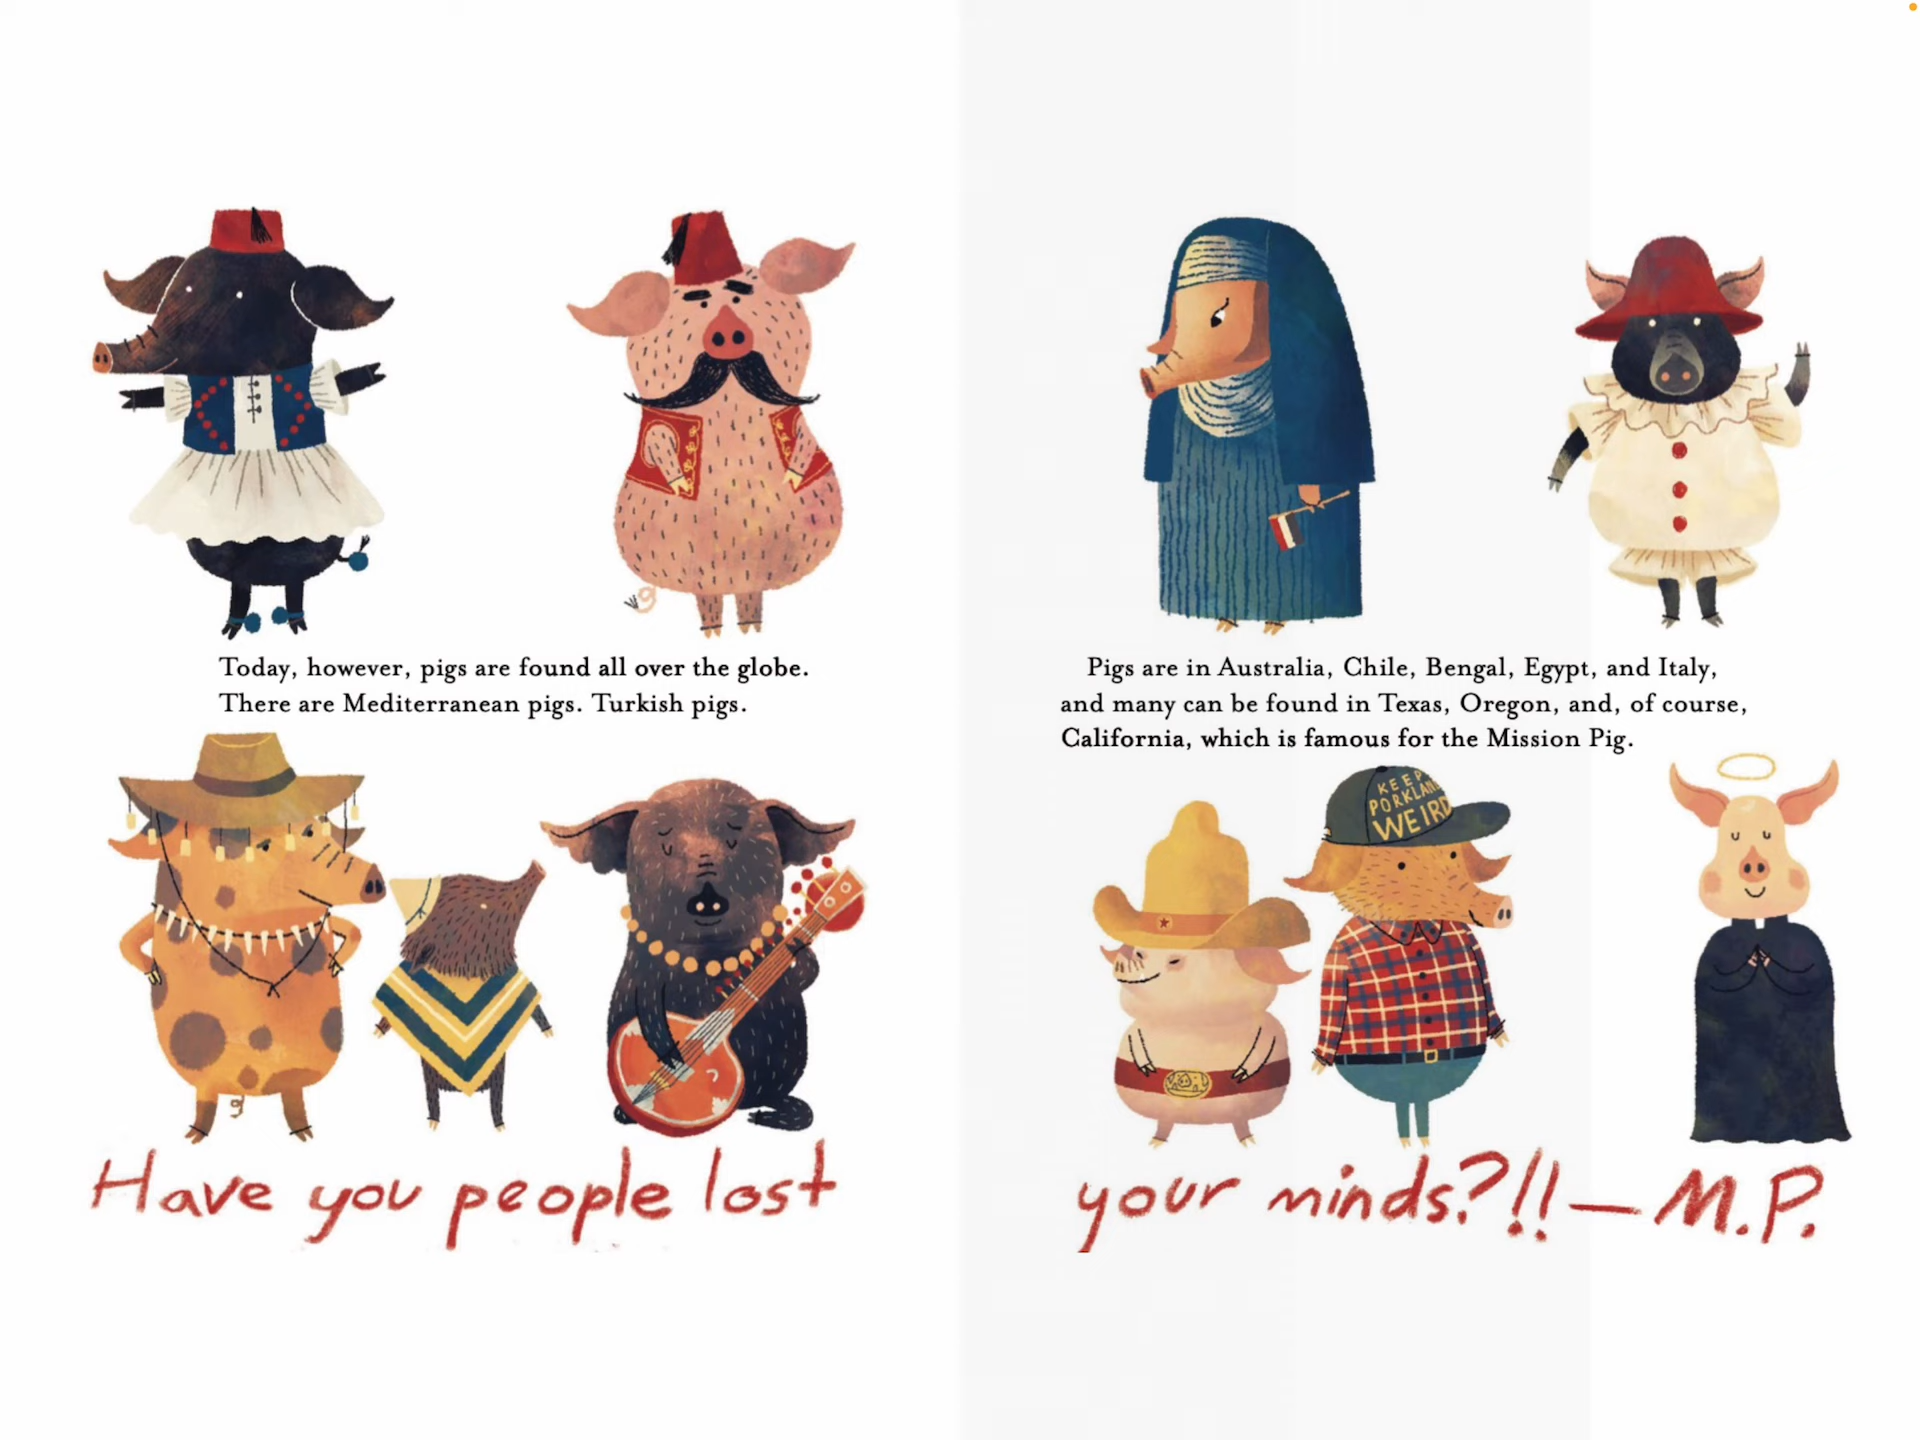 Today, however, pigs are found all over the globe.
There are Mediterranean pigs. Turkish pigs.
Pigs are in Australia, Chile, Bengal, Egypt, and Italy,
and many can be found in Texas, Oregon, and, of course,
California, which is famous for the Mission Pig.
KEEP
PORKLAND
WEIRD
Have you people lost
your minds?!! — M.P.